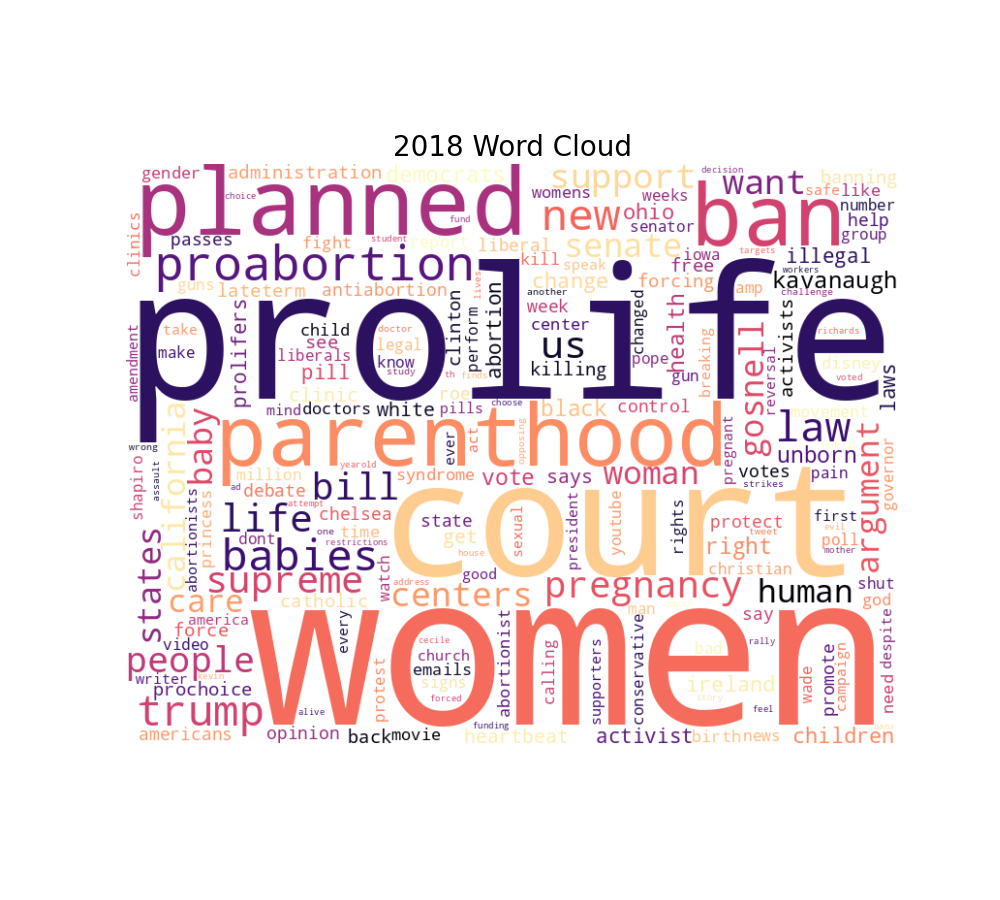 2018 Word Cloud
gender
administration
democrats
support
decision
want
banning
planned
choice
womens
weeks
safe
like
new
ohio
ban
number
fund
senator
help
clinics
passes
fight
student
report
liberal
senate
group
proabortion
kill
speak
iowa
free
targets
illegal
workers
kavanaugh
guns
lateterm
antiabortion
lives
another
change
forcing
amp
challenge
prolife
amendment
take
make
prolifers
child
see
liberals
pill
doctor
legal
know
study
clinton
perform
abortion
week
center
us
killing
changed
pope
health
gun
breaking
gosnell
reversal
activists
richards
disney
voted
laws
th
finds
clinic
roe
choose
mind
doctors
white
pills
black
control
movement
parenthood
law
wrong
california
baby
ever
act
opposing
pregnant
unborn
argument
governor
shapiro
assault
million
yearold
syndrome
vote
says
woman
votes
pain
strikes
ad
debate
bill
court
abortionists
princess
life
attempt
chelsea
one
time
state
get
sexual
president
youtube
rights
protect
tweet
first
evil
poll
dont
restrictions
house
right
mother
babies
states
supreme
watch
address
good
christian
shut
care
centers
pregnancy
human
god
catholic
man
america
force
every
women
say
video
cecile
church
emails
signs
forced
abortionist
calling
supporters
conservative
bad
rally
wade
promote
campaign
despite
need
people
writer
kevin
prochoice
protest
ireland
story
trump
alive
feel
americans
opinion
back
movie
funding
heartbeat
activist
birth
news
children